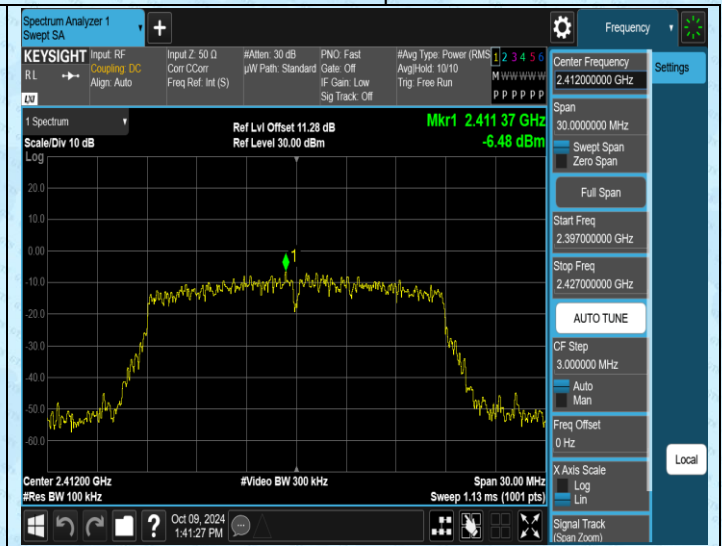 Spectrum Analyzer 1
Swept SA
+
Frequency
KEYSIGHT
RL
LXI
Input: RF
Coupling: DC
Align: Auto
Input Z: 50 Ω
Corr CCorr
Freq Ref: Int (S)
#Atten: 30 dB
µW Path: Standard
PNO: Fast
Gate: Off
IF Gain: Low
Sig Track: Off
#Avg Type: Power (RMS
Avg|Hold: 10/10
Trig: Free Run
1 2 3 4 5 6
M W W W W W
P P P P P P
1 Spectrum
Scale/Div 10 dB
Log
Ref Lvl Offset 11.28 dB
Ref Level 30.00 dBm
Mkr1 2.411 37 GHz
-6.48 dBm
20.0
10.0
0.00
-10.0
-20.0
-30.0
-40.0
-50.0
-60.0
1
Center 2.41200 GHz
#Res BW 100 kHz
#Video BW 300 kHz
Span 30.00 MHz
Sweep 1.13 ms (1001 pts)
Center Frequency
2.412000000 GHz
Span
30.0000000 MHz
Swept Span
Zero Span
Full Span
Start Freq
2.397000000 GHz
Stop Freq
2.427000000 GHz
AUTO TUNE
CF Step
3.000000 MHz
Auto
Man
Freq Offset
0 Hz
X Axis Scale
Log
Lin
Signal Track
(Span Zoom)
Settings
Local
?
Oct 09, 2024
1:41:27 PM